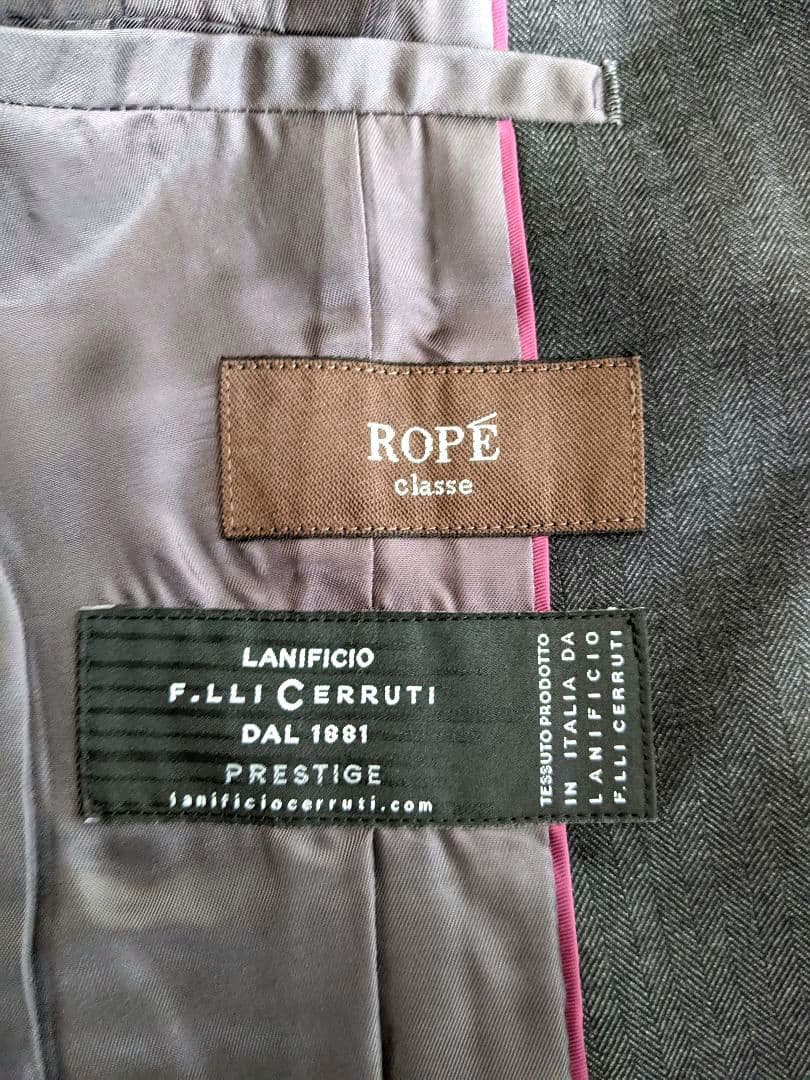 ROPÉ
classe
LANIFICIO
F.LLI CERRUTI
DAL 1881
PRESTIGE
lanificiocerruti.com
TESSUTO PRODOTTO
IN ITALIA DA
LANIFICIO
F.LLI CERRUTI